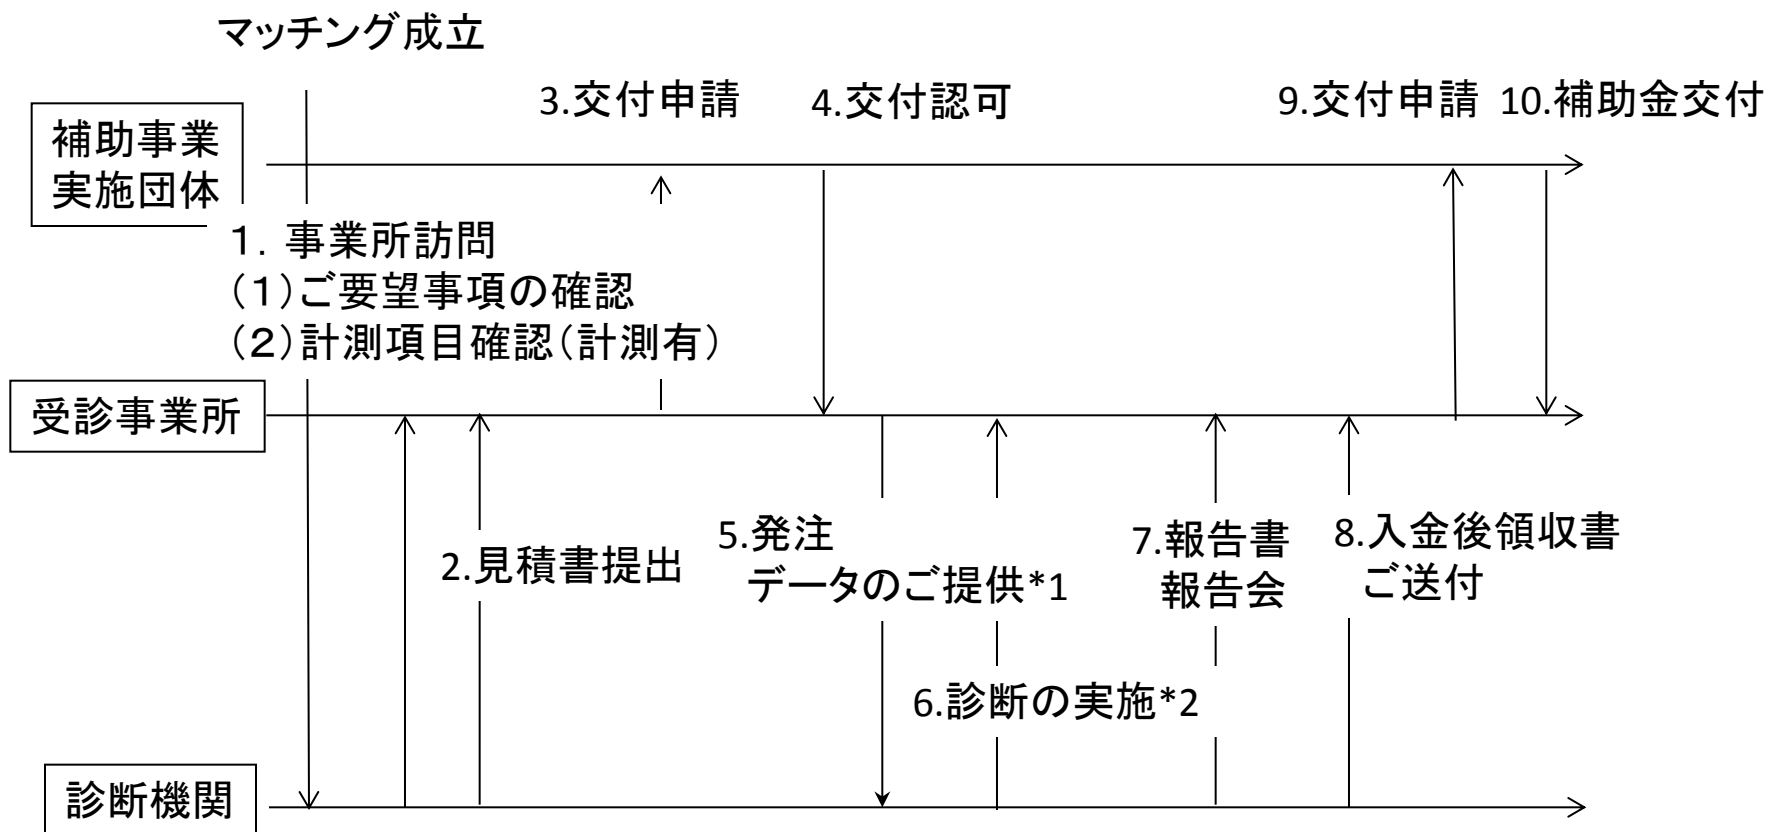 マッチング成立
3.交付申請
4.交付認可
9.交付申請
10.補助金交付
補助事業
実施団体
１．事業所訪問
（１）ご要望事項の確認
（２）計測項目確認（計測有）
受診事業所
2.見積書提出
5.発注
データのご提供*1
6.診断の実施*2
7.報告書
報告会
8.入金後領収書
ご送付
診断機関